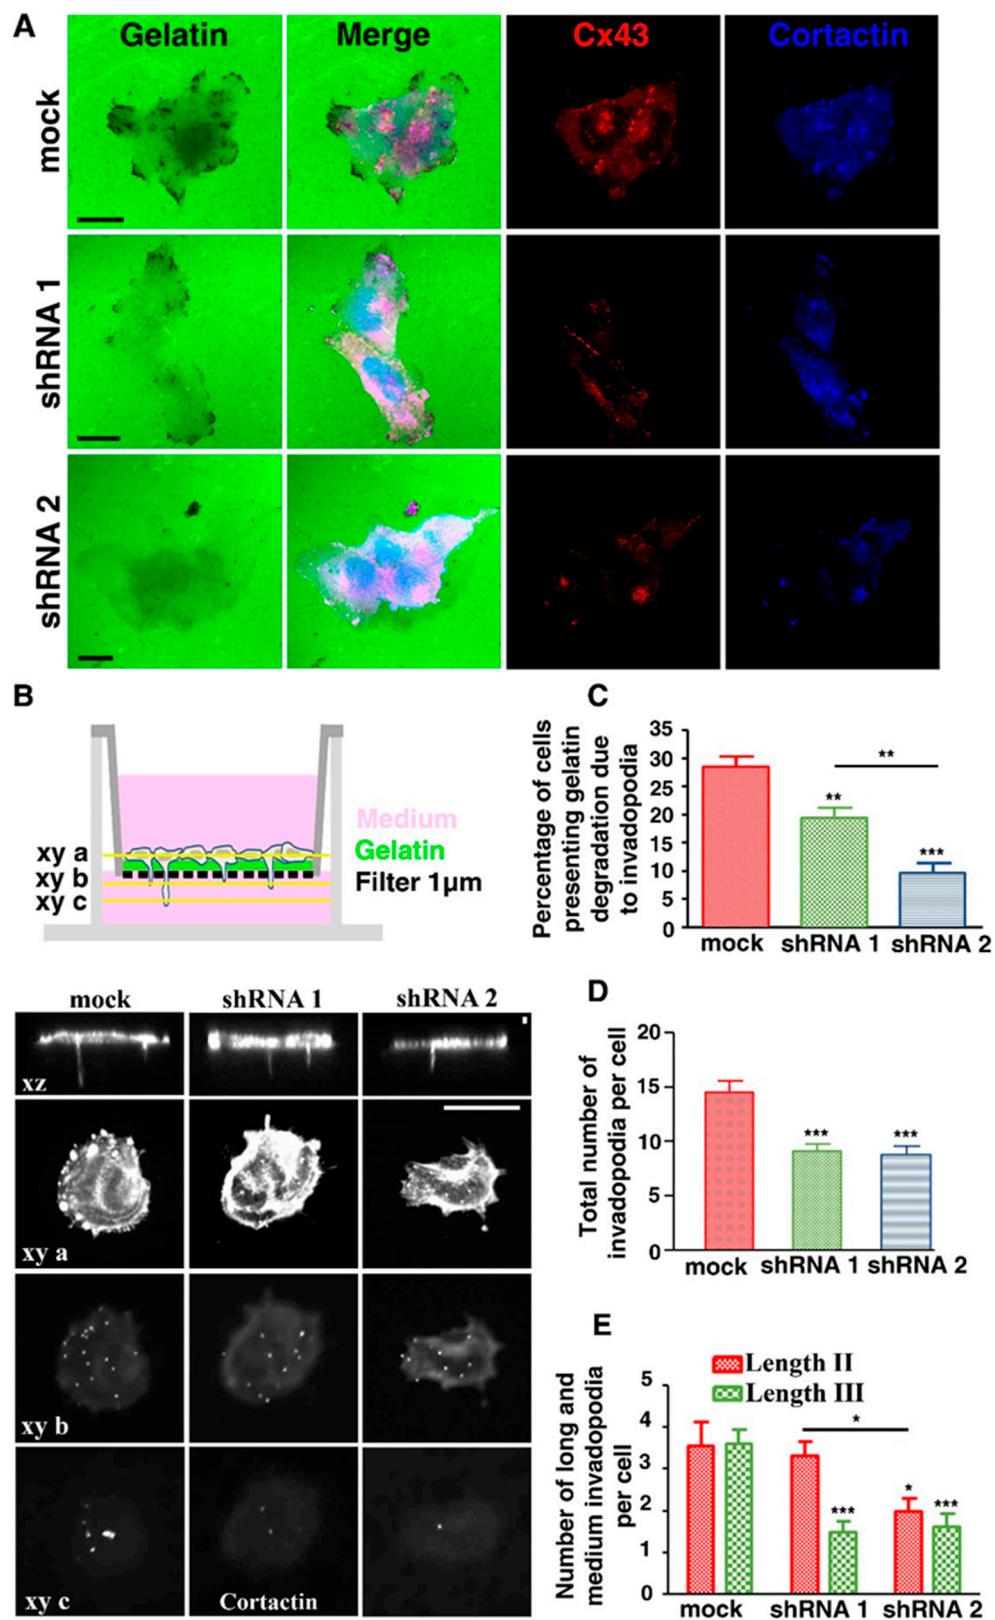 A
Gelatin
Merge
Cx43
Cortactin
mock
shRNA 1
shRNA 2
B
Medium
Gelatin
Filter 1µm
xy a
xy b
xy c
mock
shRNA 1
shRNA 2
xz
xy a
xy b
xy c
Cortactin
C
Percentage of cells
presenting gelatin
degradation due
to invadopodia
35
30
25
20
15
10
5
0
**
**
***
mock
shRNA 1
shRNA 2
D
Total number of
invadopodia per cell
20
15
10
5
0
***
***
mock
shRNA 1
shRNA 2
E
Length II
Length III
Number of long and
medium invadopodia
per cell
5
4
3
2
1
0
*
***
*
***
mock
shRNA 1
shRNA 2